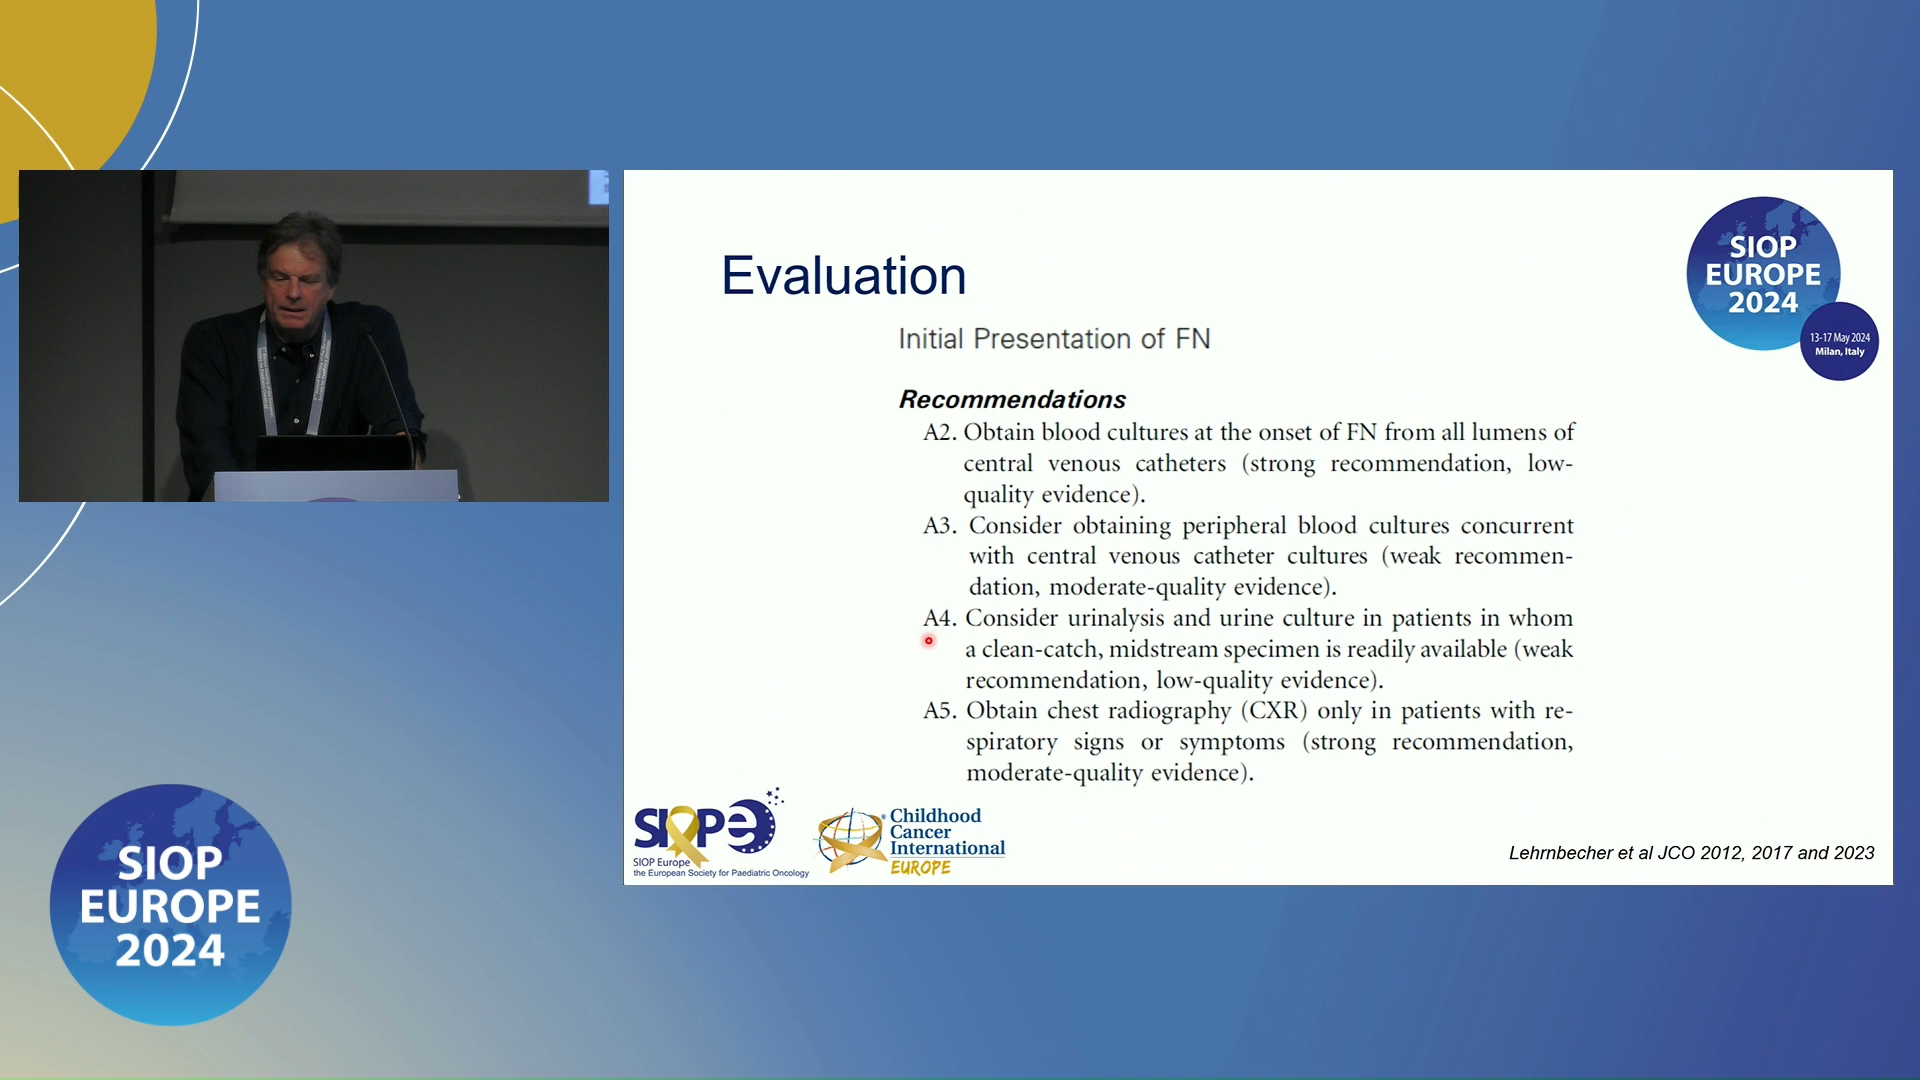 Evaluation
Initial Presentation of FN
Recommendations
A2. Obtain blood cultures at the onset of FN from all lumens of
central venous catheters (strong recommendation, low-
quality evidence).
A3. Consider obtaining peripheral blood cultures concurrent
with central venous catheter cultures (weak recommen-
dation, moderate-quality evidence).
A4. Consider urinalysis and urine culture in patients in whom
a clean-catch, midstream specimen is readily available (weak
recommendation, low-quality evidence).
A5. Obtain chest radiography (CXR) only in patients with re-
spiratory signs or symptoms (strong recommendation,
moderate-quality evidence).
SIOP
EUROPE
2024
13-17 May 2024
Milan, Italy
SIOPe
SIOP Europe
the European Society for Paediatric Oncology
Childhood
Cancer
International
EUROPE
Lehrnbecher et al JCO 2012, 2017 and 2023
SIOP
EUROPE
2024